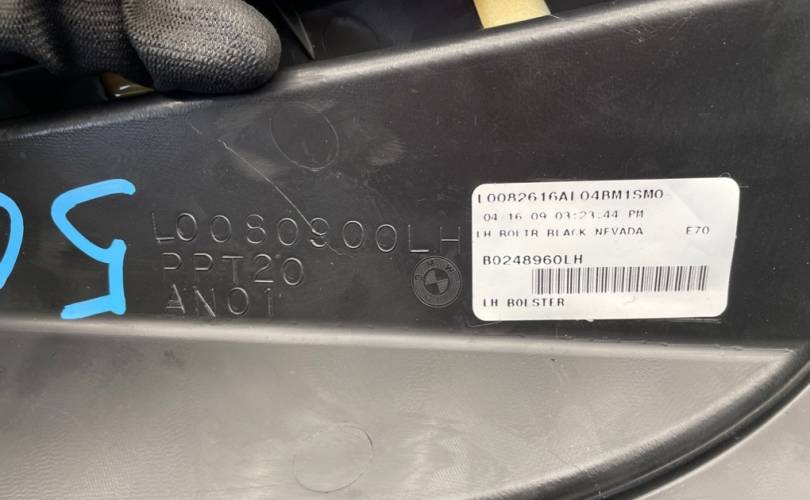 L0080900LH
PPT20
AN01
BMW
L0082616AL04BM1SM0
04/16/09 03:23:44 PM
LH BOLTR BLACK NEVADA E70
B0248960LH
LH BOLSTER